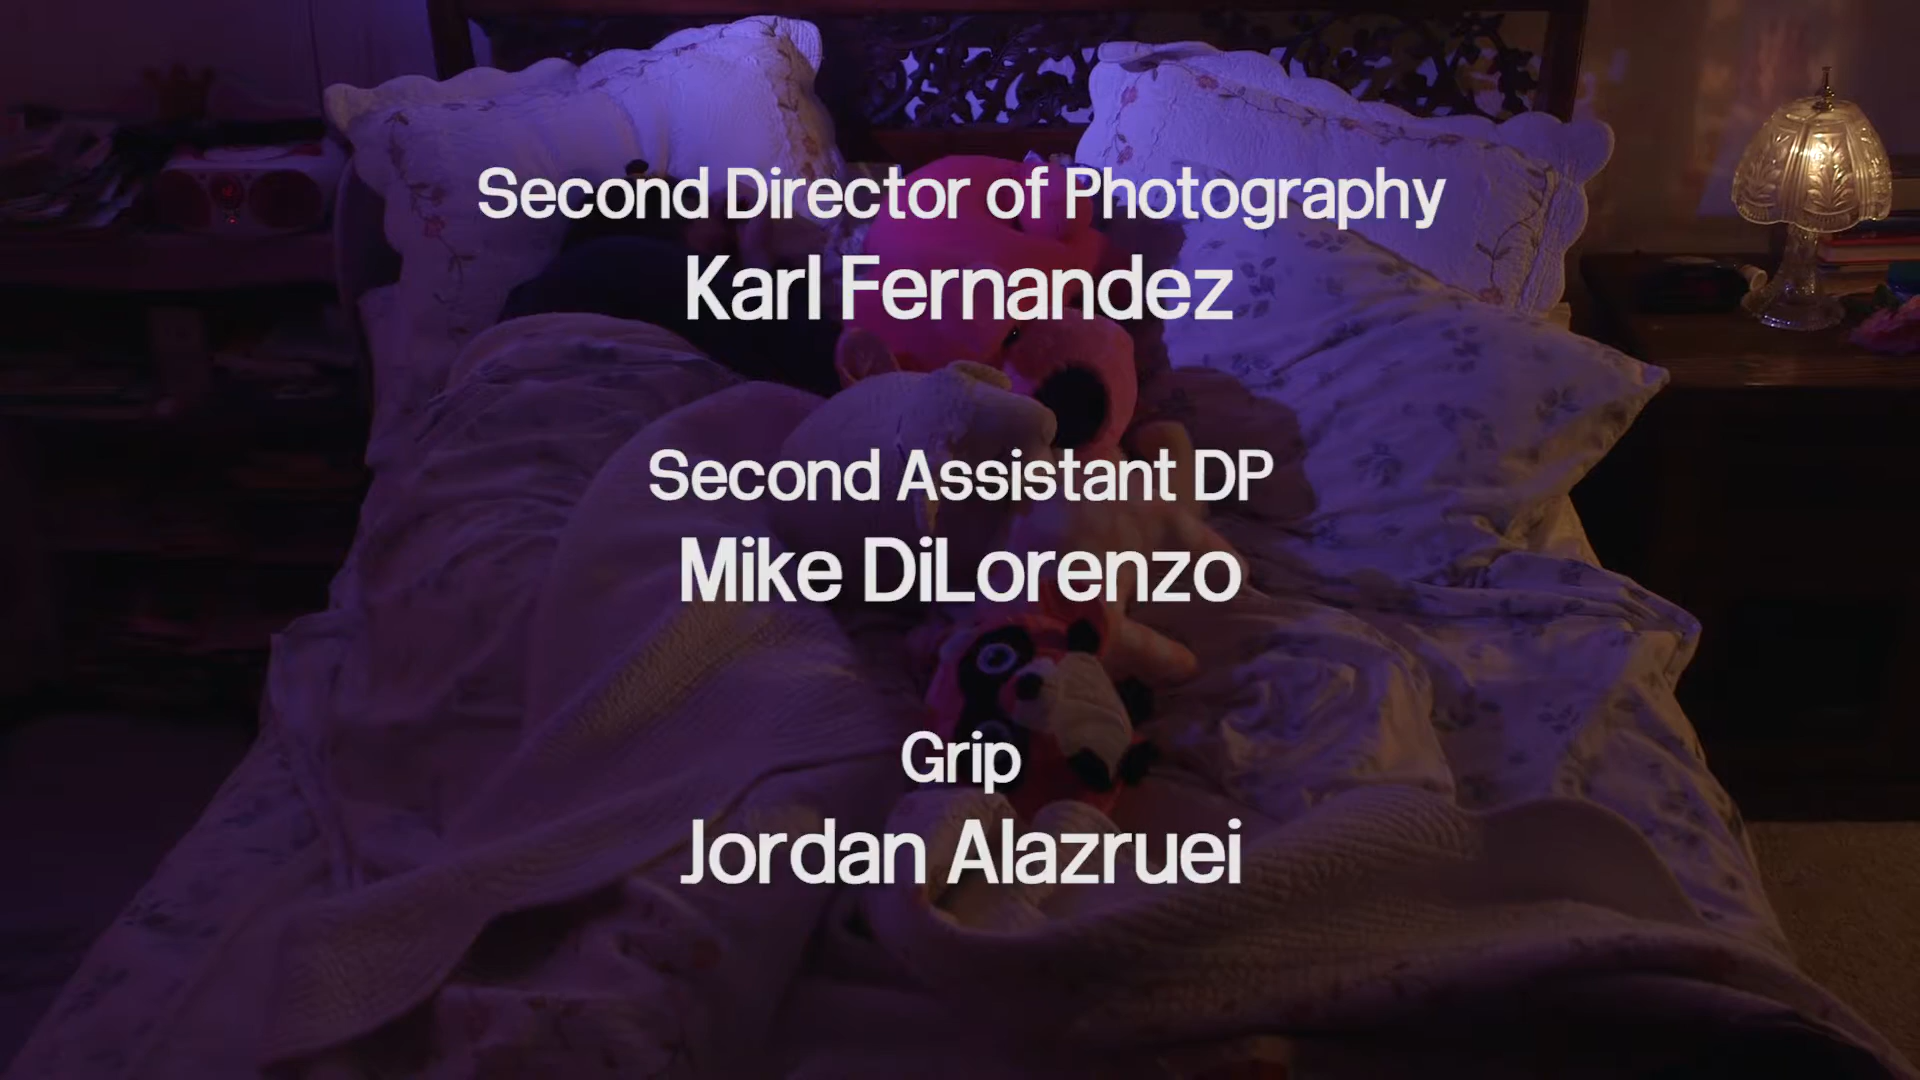 Second Director of Photography
Karl Fernandez
Second Assistant DP
Mike DiLorenzo
Grip
Jordan Alazruei